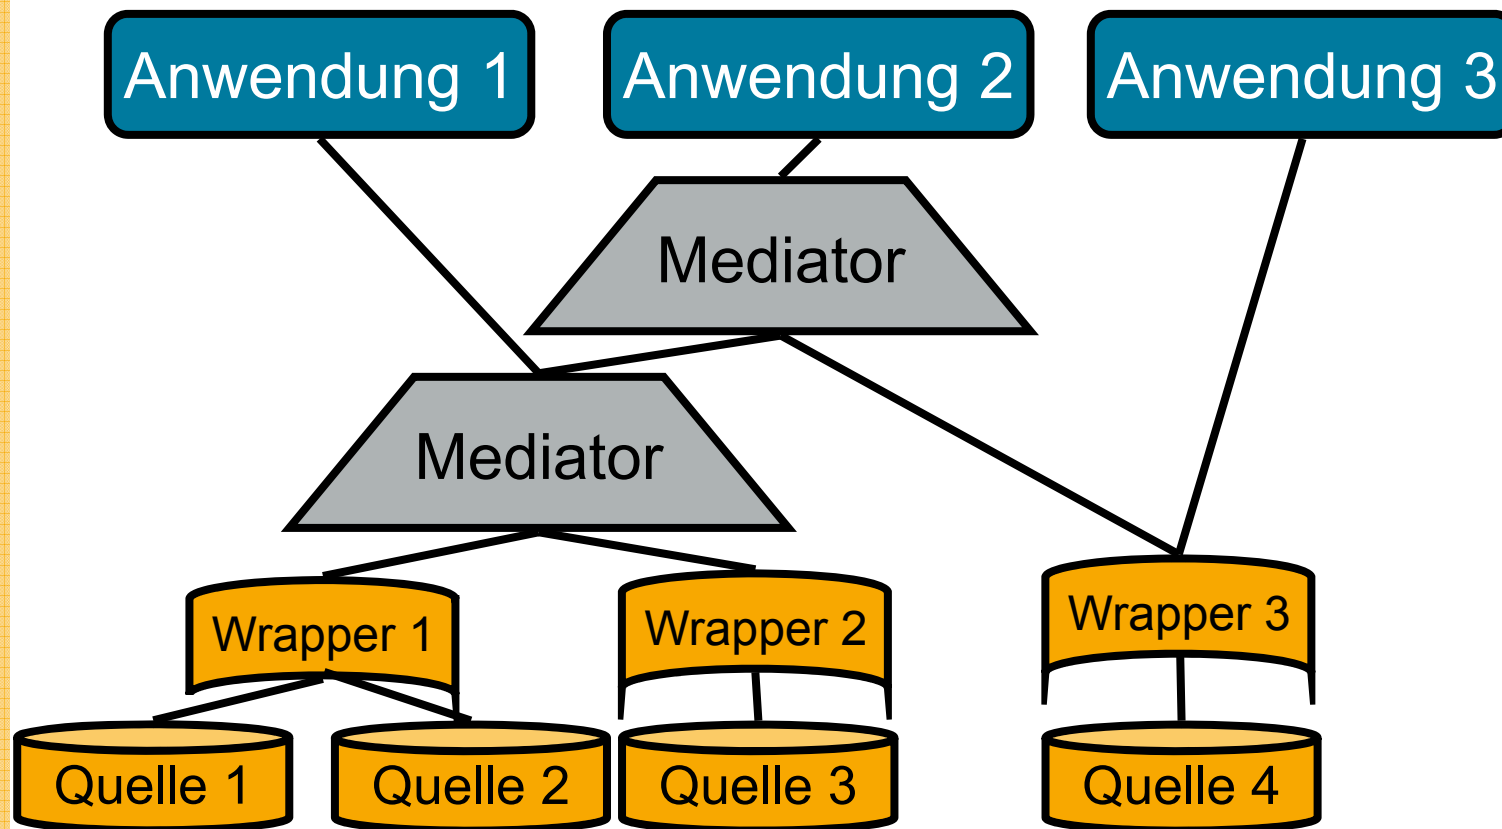 Anwendung 1
Anwendung 2
Anwendung 3
Mediator
Mediator
Wrapper 1
Wrapper 2
Wrapper 3
Quelle 1
Quelle 2
Quelle 3
Quelle 4